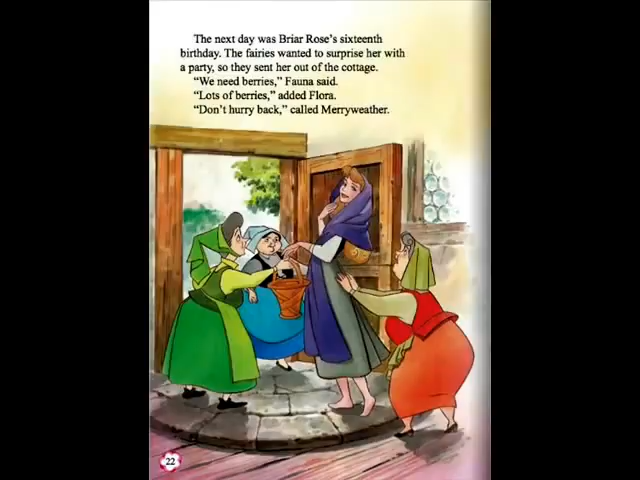 The next day was Briar Rose's sixteenth
birthday. The fairies wanted to surprise her with
a party, so they sent her out of the cottage.
"We need berries," Fauna said.
"Lots of berries," added Flora.
"Don't hurry back," called Merryweather.
22